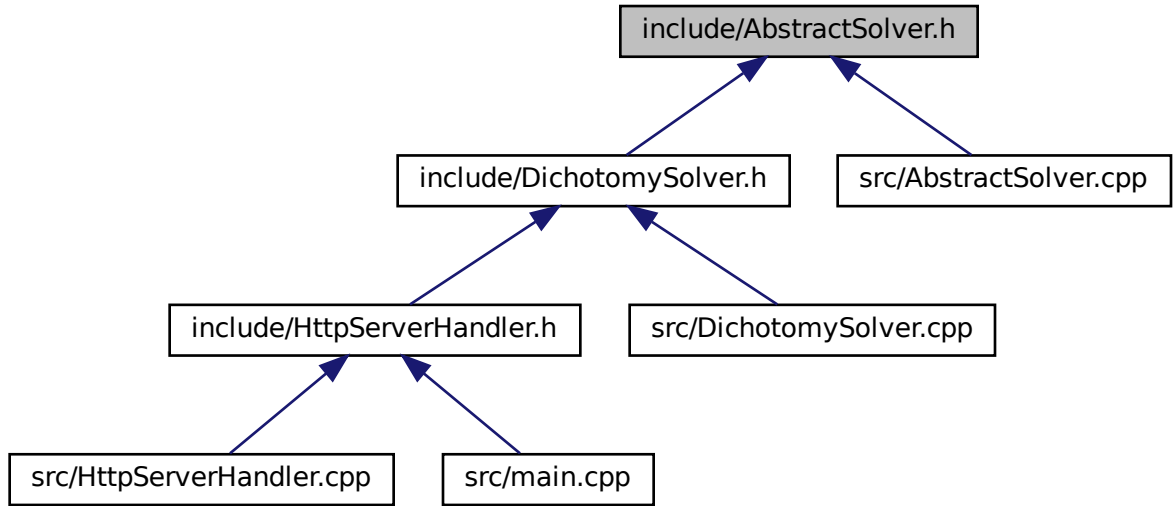 include/AbstractSolver.h
include/DichotomySolver.h
src/AbstractSolver.cpp
include/HttpServerHandler.h
src/DichotomySolver.cpp
src/HttpServerHandler.cpp
src/main.cpp